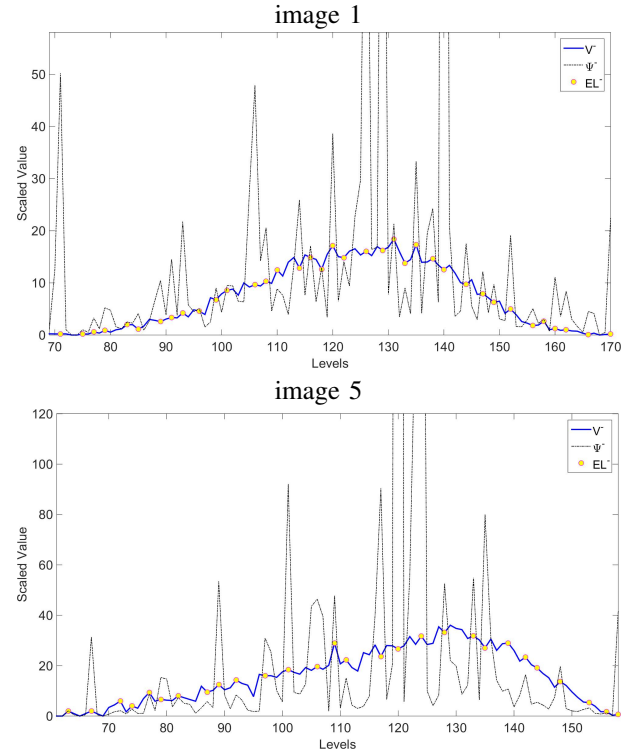 image 1
V⁻
Ψ⁻
EL⁻
50
40
30
20
10
0
Scaled Value
70 80 90 100 110 120 130 140 150 160 170
Levels
image 5
V⁻
Ψ⁻
EL⁻
120
100
80
60
40
20
0
Scaled Value
70 80 90 100 110 120 130 140 150
Levels